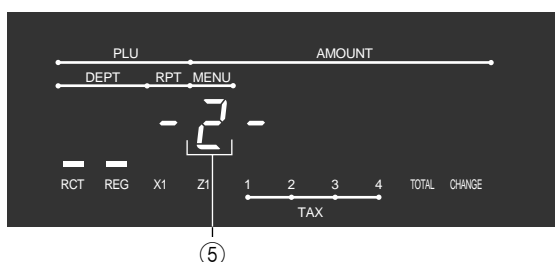 PLU AMOUNT
DEPT RPT MENU
- 2 -
RCT REG X1 Z1 1 2 3 4 TOTAL CHANGE
TAX
⑤